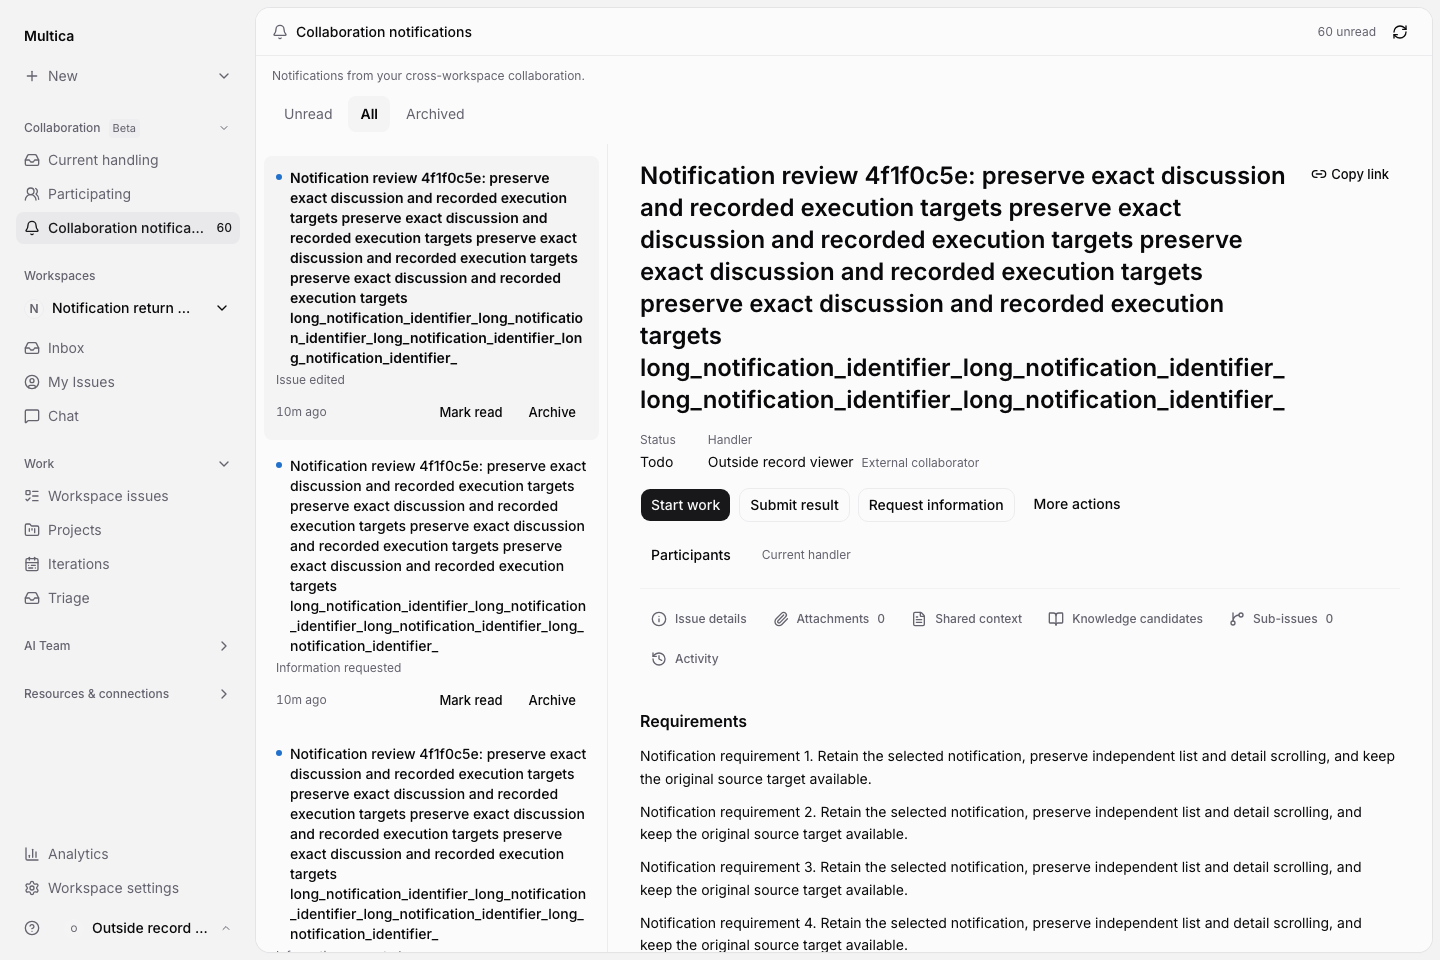 Multica
New
Collaboration Beta
Current handling
Participating
Collaboration notifica... 60
Workspaces
N Notification return ...
Inbox
My Issues
Chat
Work
Workspace issues
Projects
Iterations
Triage
AI Team
Resources & connections
Analytics
Workspace settings
o Outside record ...
Collaboration notifications
60 unread
Notifications from your cross-workspace collaboration.
Unread All Archived
Notification review 4f1f0c5e: preserve
exact discussion and recorded execution
targets preserve exact discussion and
recorded execution targets preserve exact
discussion and recorded execution targets
preserve exact discussion and recorded
execution targets
long_notification_identifier_long_notificatio
n_identifier_long_notification_identifier_lon
g_notification_identifier_
Issue edited
10m ago Mark read Archive
Notification review 4f1f0c5e: preserve exact
discussion and recorded execution targets
preserve exact discussion and recorded
execution targets preserve exact discussion
and recorded execution targets preserve
exact discussion and recorded execution
targets
long_notification_identifier_long_notification
_identifier_long_notification_identifier_long_
notification_identifier_
Information requested
10m ago Mark read Archive
Notification review 4f1f0c5e: preserve exact
discussion and recorded execution targets
preserve exact discussion and recorded
execution targets preserve exact discussion
and recorded execution targets preserve
exact discussion and recorded execution
targets
long_notification_identifier_long_notification
_identifier_long_notification_identifier_long_
notification_identifier_
Notification review 4f1f0c5e: preserve exact discussion
and recorded execution targets preserve exact
discussion and recorded execution targets preserve
exact discussion and recorded execution targets
preserve exact discussion and recorded execution
targets
long_notification_identifier_long_notification_identifier_
long_notification_identifier_long_notification_identifier_
Copy link
Status Handler
Todo Outside record viewer External collaborator
Start work Submit result Request information More actions
Participants Current handler
Issue details Attachments 0 Shared context Knowledge candidates Sub-issues 0
Activity
Requirements
Notification requirement 1. Retain the selected notification, preserve independent list and detail scrolling, and keep
the original source target available.
Notification requirement 2. Retain the selected notification, preserve independent list and detail scrolling, and
keep the original source target available.
Notification requirement 3. Retain the selected notification, preserve independent list and detail scrolling, and
keep the original source target available.
Notification requirement 4. Retain the selected notification, preserve independent list and detail scrolling, and
keep the original source target available.